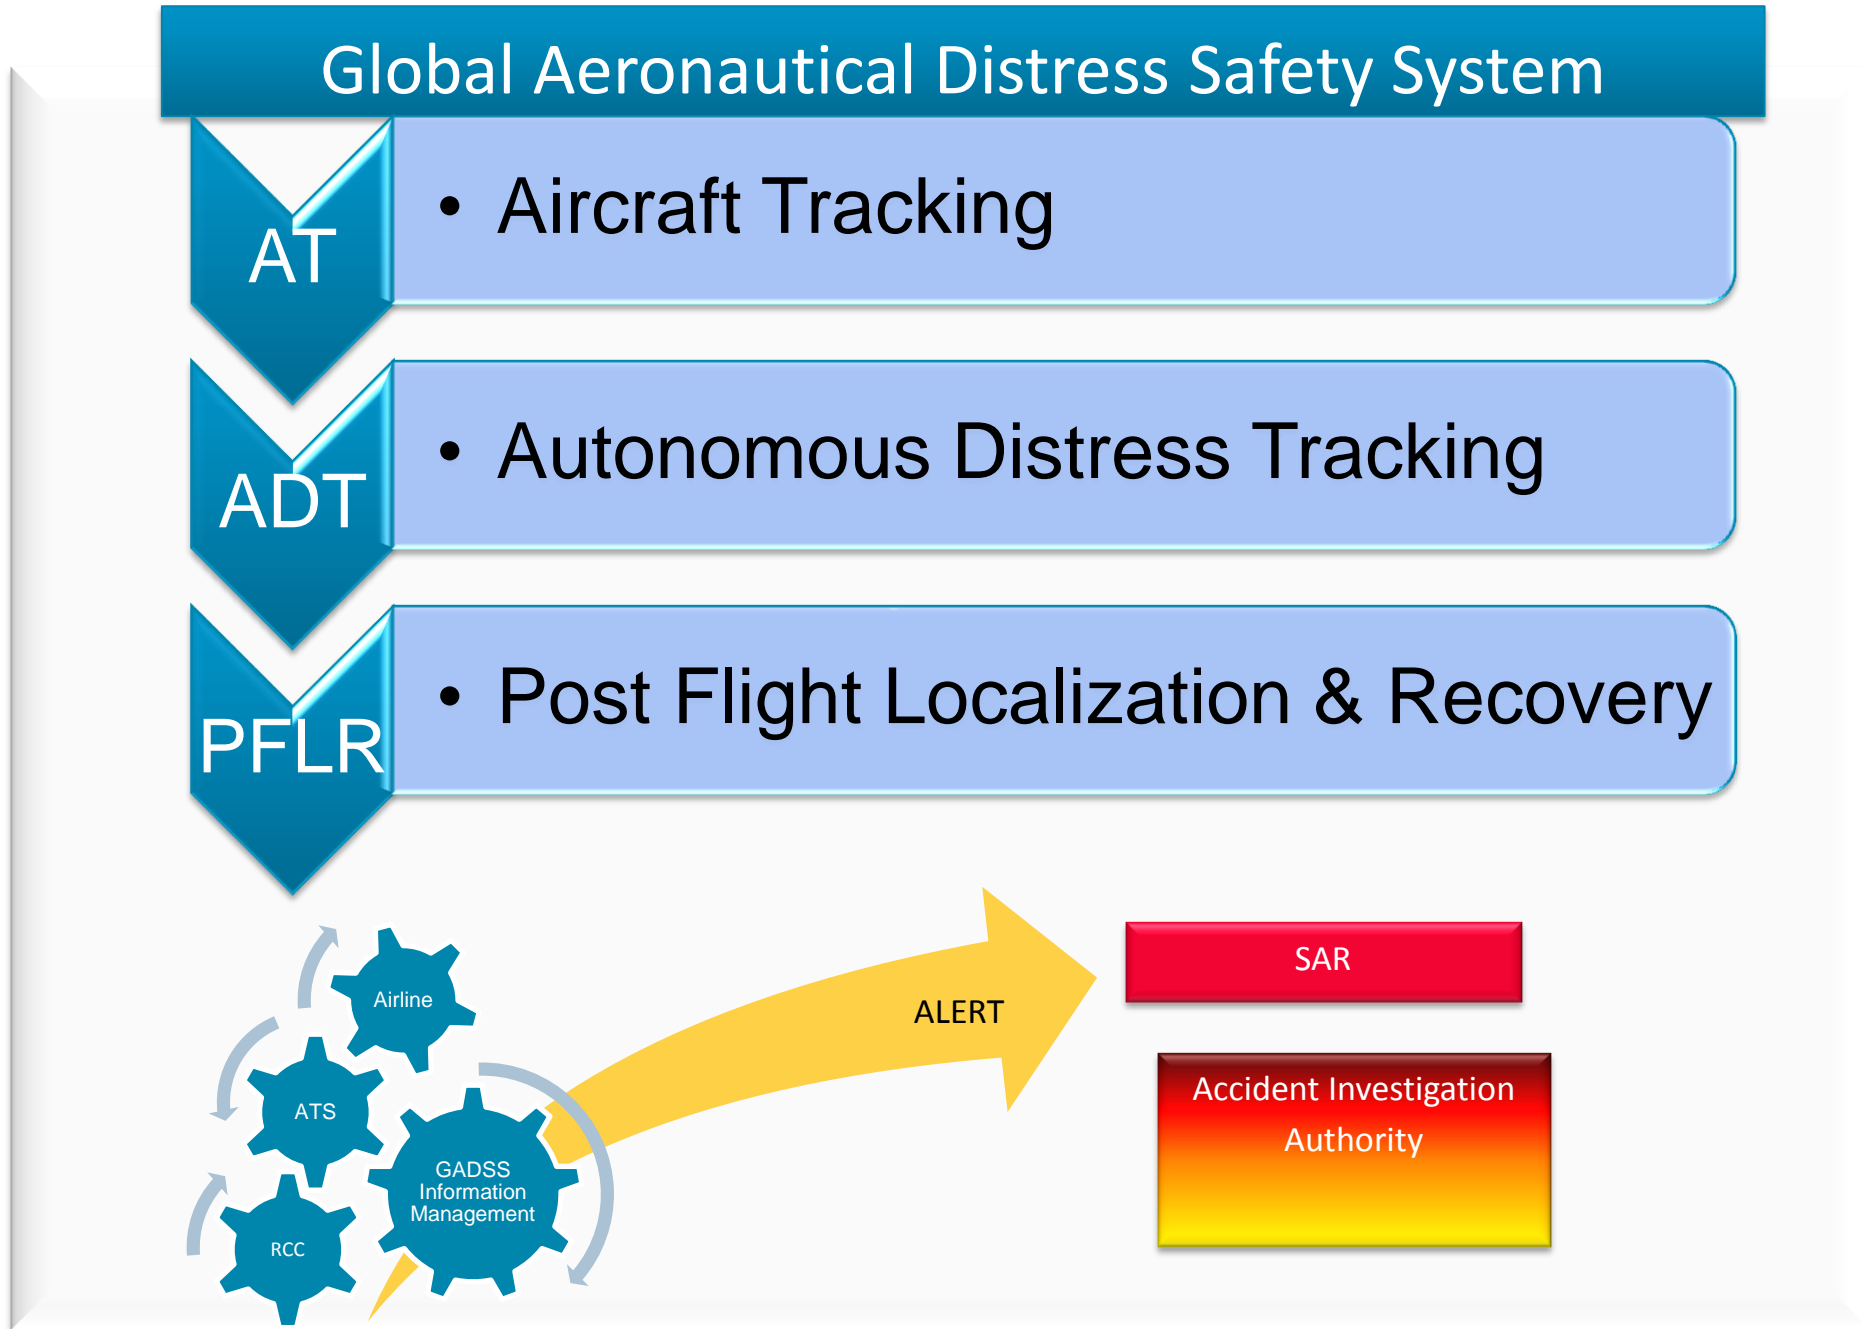 Global Aeronautical Distress Safety System
AT
• Aircraft Tracking
ADT
• Autonomous Distress Tracking
PFLR
• Post Flight Localization & Recovery
Airline
ATS
RCC
GADSS
Information
Management
ALERT
SAR
Accident Investigation
Authority